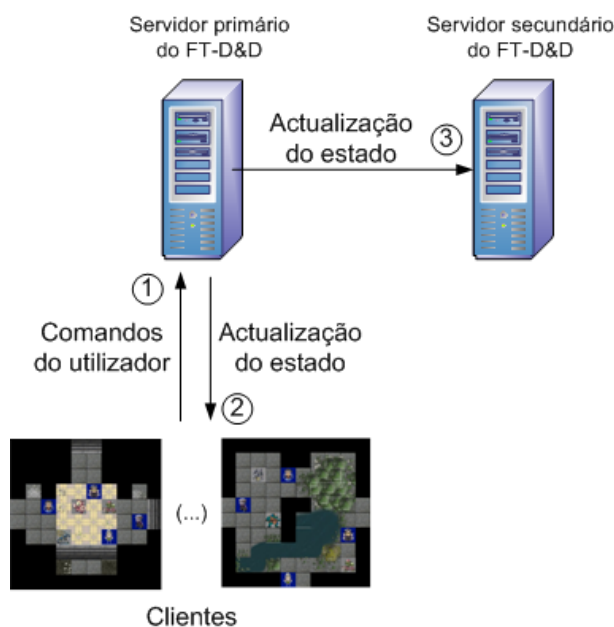 Servidor primário
do FT-D&D
Servidor secundário
do FT-D&D
Actualização
do estado
3
1
Comandos
do utilizador
Actualização
do estado
2
(...)
Clientes